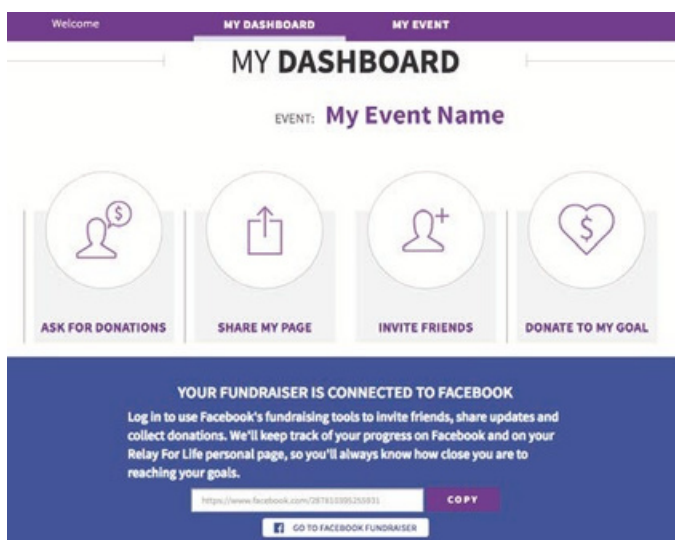 Welcome MY DASHBOARD MY EVENT
MY DASHBOARD
EVENT: My Event Name
$ $
ASK FOR DONATIONS SHARE MY PAGE INVITE FRIENDS DONATE TO MY GOAL
YOUR FUNDRAISER IS CONNECTED TO FACEBOOK
Log in to use Facebook's fundraising tools to invite friends, share updates and
collect donations. We'll keep track of your progress on Facebook and on your
Relay For Life personal page, so you'll always know how close you are to
reaching your goals.
COPY
GO TO FACEBOOK FUNDRAISER